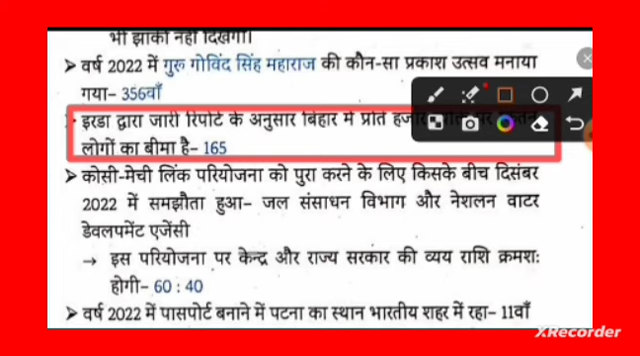 भी झांकी नहीं दिखेगी।
➤ वर्ष 2022 में गुरु गोविंद सिंह महाराज की कौन-सा प्रकाश उत्सव मनाया
गया- 356वाँ
इरडा द्वारा जारी रिपोर्ट के अनुसार बिहार में प्रति हजार
लोगों का बीमा है- 165
➤ कोसी-मेची लिंक परियोजना को पुरा करने के लिए किसके बीच दिसंबर
2022 में समझौता हुआ- जल संसाधन विभाग और नेशलन वाटर
डेवलपमेंट एजेंसी
→ इस परियोजना पर केन्द्र और राज्य सरकार की व्यय राशि क्रमशः
होगी- 60 : 40
➤ वर्ष 2022 में पासपोर्ट बनाने में पटना का स्थान भारतीय शहर में रहा- 11वाँ
XRecorder